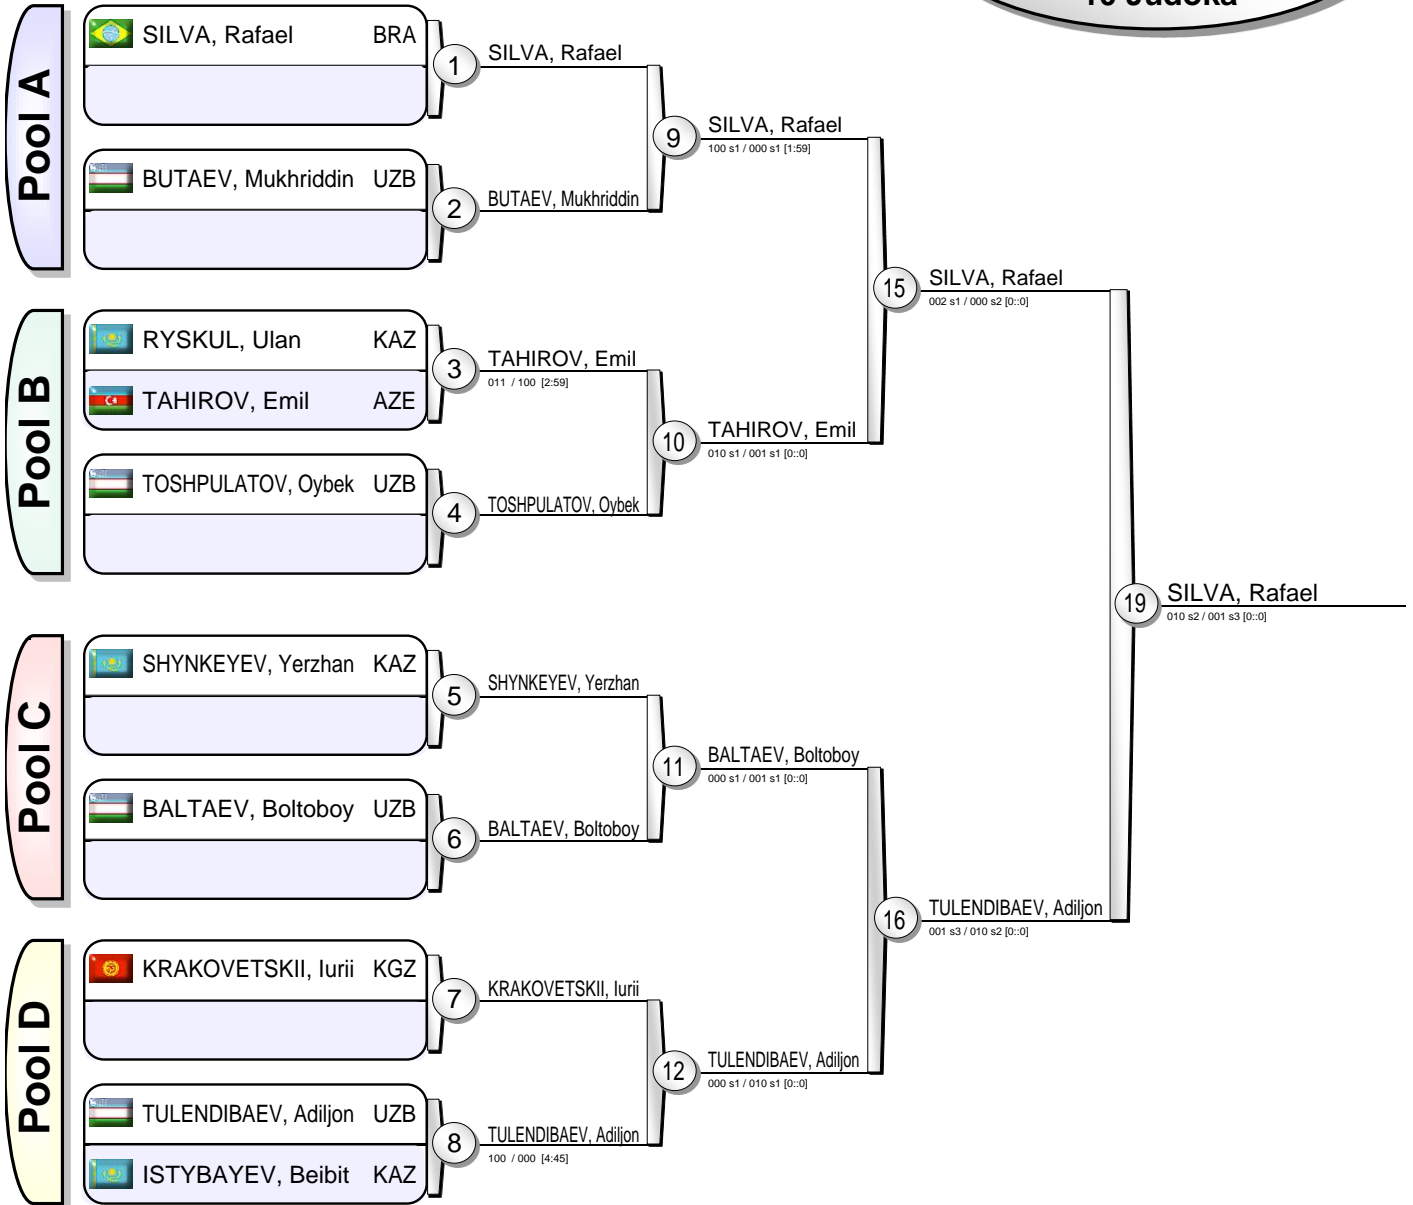 10 Judoka
Pool A
SILVA, Rafael BRA
BUTAEV, Mukhriddin UZB
1
SILVA, Rafael
2
BUTAEV, Mukhriddin
9
SILVA, Rafael
100 s1 / 000 s1 [1:59]
Pool B
RYSKUL, Ulan KAZ
TAHIROV, Emil AZE
TOSHPULATOV, Oybek UZB
3
TAHIROV, Emil
011 / 100 [2:59]
4
TOSHPULATOV, Oybek
10
TAHIROV, Emil
010 s1 / 001 s1 [0::0]
15
SILVA, Rafael
002 s1 / 000 s2 [0::0]
Pool C
SHYNKEYEV, Yerzhan KAZ
BALTAEV, Boltoboy UZB
5
SHYNKEYEV, Yerzhan
6
BALTAEV, Boltoboy
11
BALTAEV, Boltoboy
000 s1 / 001 s1 [0::0]
Pool D
KRAKOVETSKII, Iurii KGZ
TULENDIBAEV, Adiljon UZB
ISTYBAYEV, Beibit KAZ
7
KRAKOVETSKII, Iurii
8
TULENDIBAEV, Adiljon
100 / 000 [4:45]
12
TULENDIBAEV, Adiljon
000 s1 / 010 s1 [0::0]
16
TULENDIBAEV, Adiljon
001 s3 / 010 s2 [0::0]
19
SILVA, Rafael
010 s2 / 001 s3 [0::0]